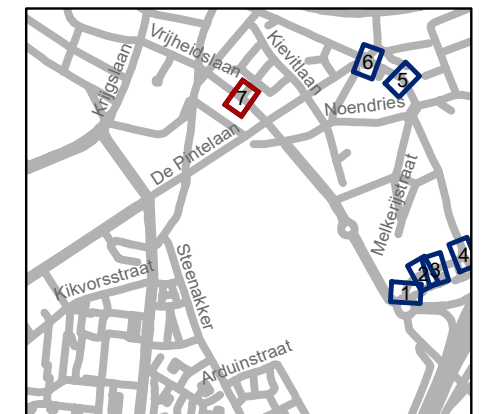 Vrijheidslaan
Kievitlaan
6
5
Krijgslaan
7
Noendries
De Pintelaan
Melkerijstraat
Steenakker
4
2
3
1
Kikvorsstraat
Arduinstraat